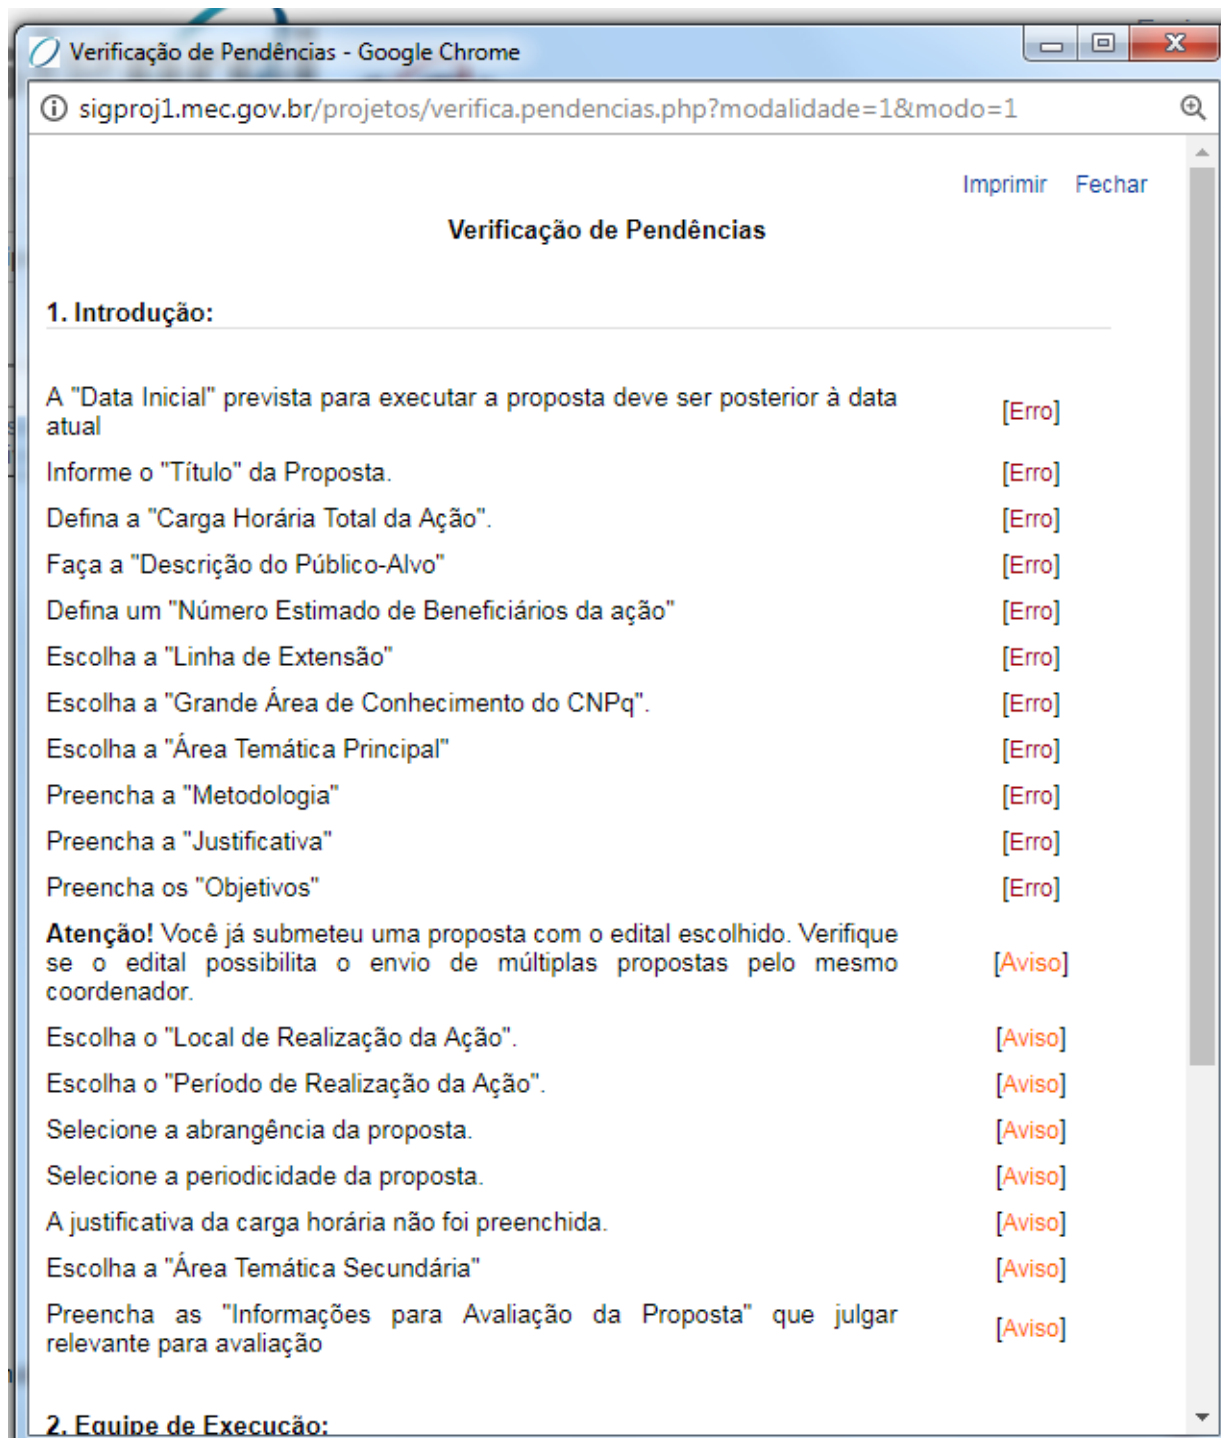 Verificação de Pendências - Google Chrome
sigproj1.mec.gov.br/projetos/verifica.pendencias.php?modalidade=1&modo=1
Imprimir Fechar
Verificação de Pendências
1. Introdução:
A "Data Inicial" prevista para executar a proposta deve ser posterior à data
atual
[Erro]
Informe o "Título" da Proposta. [Erro]
Defina a "Carga Horária Total da Ação". [Erro]
Faça a "Descrição do Público-Alvo" [Erro]
Defina um "Número Estimado de Beneficiários da ação" [Erro]
Escolha a "Linha de Extensão" [Erro]
Escolha a "Grande Área de Conhecimento do CNPq". [Erro]
Escolha a "Área Temática Principal" [Erro]
Preencha a "Metodologia" [Erro]
Preencha a "Justificativa" [Erro]
Preencha os "Objetivos" [Erro]
Atenção! Você já submeteu uma proposta com o edital escolhido. Verifique
se o edital possibilita o envio de múltiplas propostas pelo mesmo
coordenador.
[Aviso]
Escolha o "Local de Realização da Ação". [Aviso]
Escolha o "Período de Realização da Ação". [Aviso]
Selecione a abrangência da proposta. [Aviso]
Selecione a periodicidade da proposta. [Aviso]
A justificativa da carga horária não foi preenchida. [Aviso]
Escolha a "Área Temática Secundária" [Aviso]
Preencha as "Informações para Avaliação da Proposta" que julgar
relevante para avaliação
[Aviso]
2. Equipe de Execução: